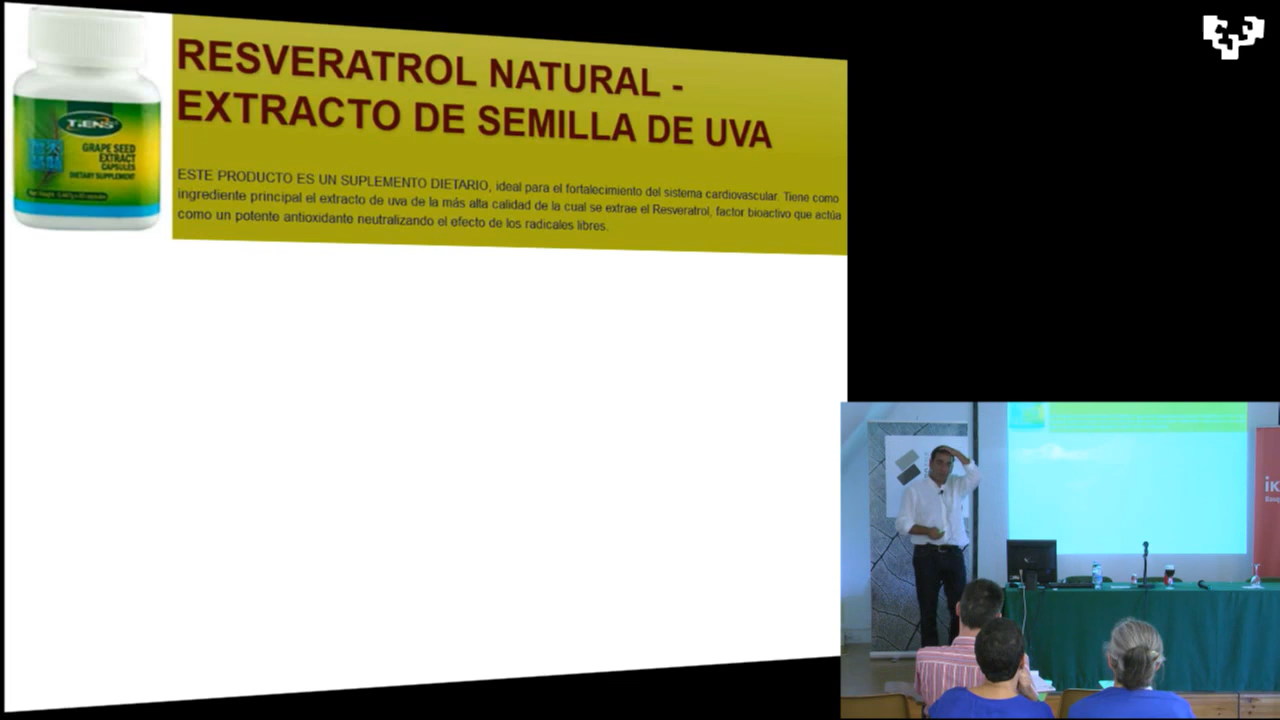 RESVERATROL NATURAL -
EXTRACTO DE SEMILLA DE UVA
ESTE PRODUCTO ES UN SUPLEMENTO DIETARIO, ideal para el fortalecimiento del sistema cardiovascular. Tiene como
ingrediente principal el extracto de uva de la más alta calidad de la cual se extrae el Resveratrol, factor bioactivo que actúa
como un potente antioxidante neutralizando el efecto de los radicales libres.
TIENS
GRAPE SEED
EXTRACT
CAPSULES
DIETARY SUPPLEMENT